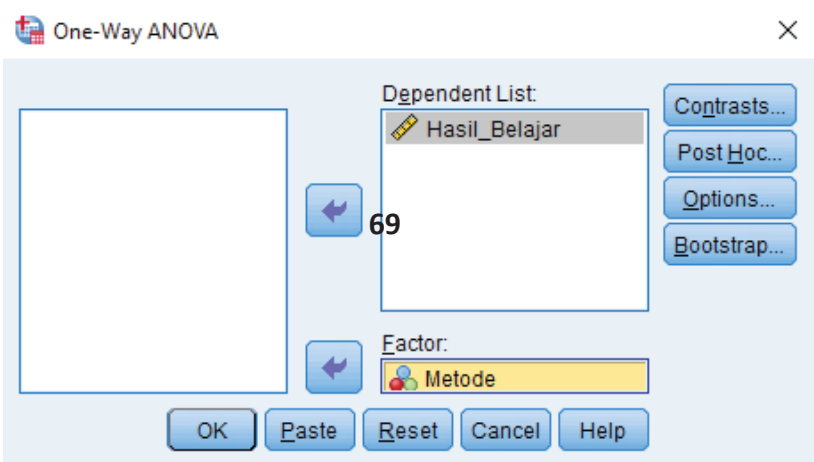 One-Way ANOVA
Dependent List:
Hasil_Belajar
Contrasts...
Post Hoc...
Options...
Bootstrap...
69
Factor:
Metode
OK Paste Reset Cancel Help